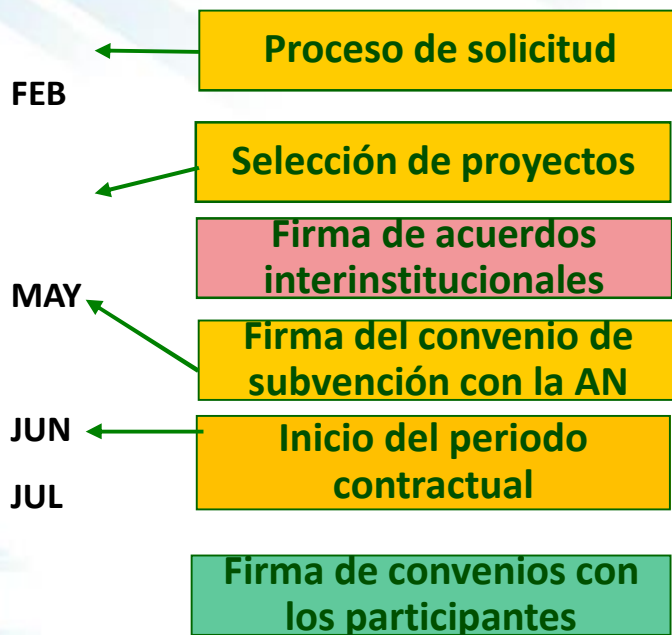 Proceso de solicitud
FEB
Selección de proyectos
Firma de acuerdos
interinstitucionales
MAY
Firma del convenio de
subvención con la AN
JUN
Inicio del periodo
contractual
JUL
Firma de convenios con
los participantes